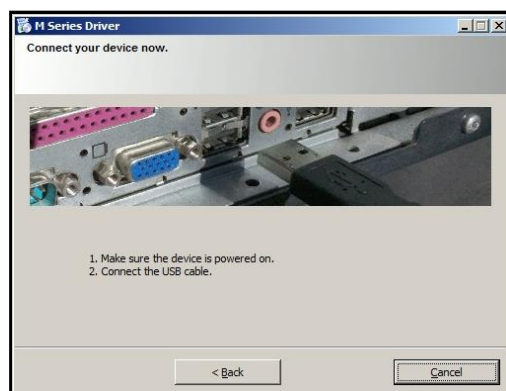 M Series Driver
Connect your device now.
1. Make sure the device is powered on.
2. Connect the USB cable.
< Back
Cancel